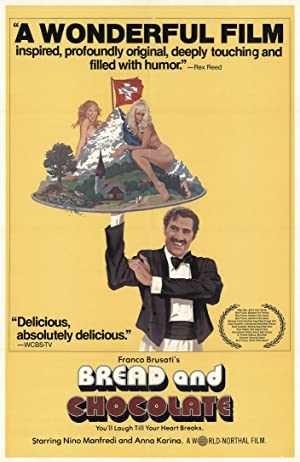 "A WONDERFUL FILM
inspired, profoundly original, deeply touching and
filled with humor."—Rex Reed
"Delicious,
absolutely delicious."
—WCBS-TV
Franco Brusati's
BREAD and
CHOCOLATE
You'll Laugh Till Your Heart Breaks.
Starring Nino Manfredi and Anna Karina. A WORLD-NORTHAL FILM.